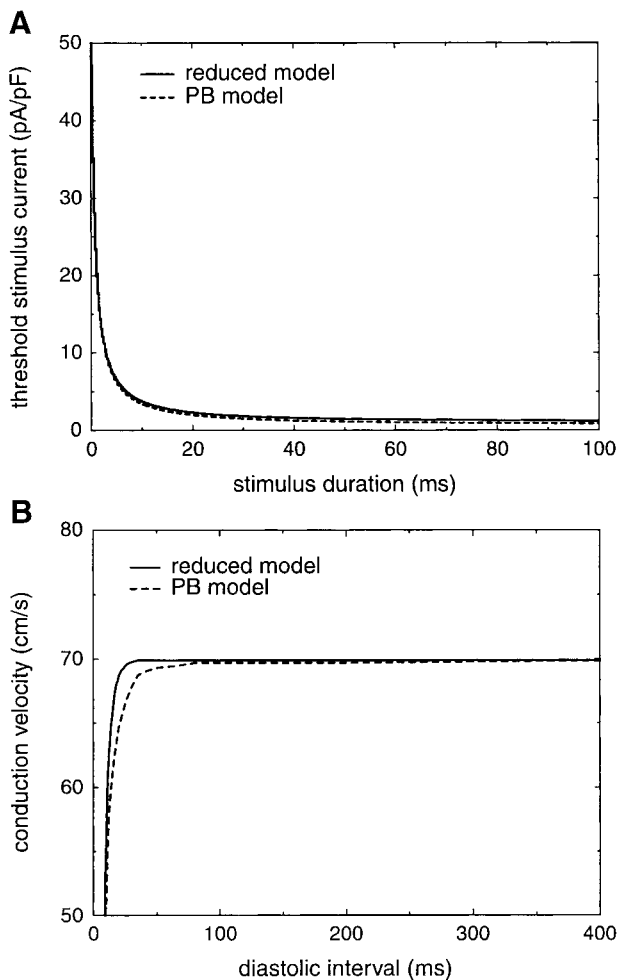 A
threshold stimulus current (pA/pF)
50
40
30
20
10
0
reduced model
PB model
0 20 40 60 80 100
stimulus duration (ms)
B
conduction velocity (cm/s)
80
70
60
50
reduced model
PB model
0 100 200 300 400
diastolic interval (ms)